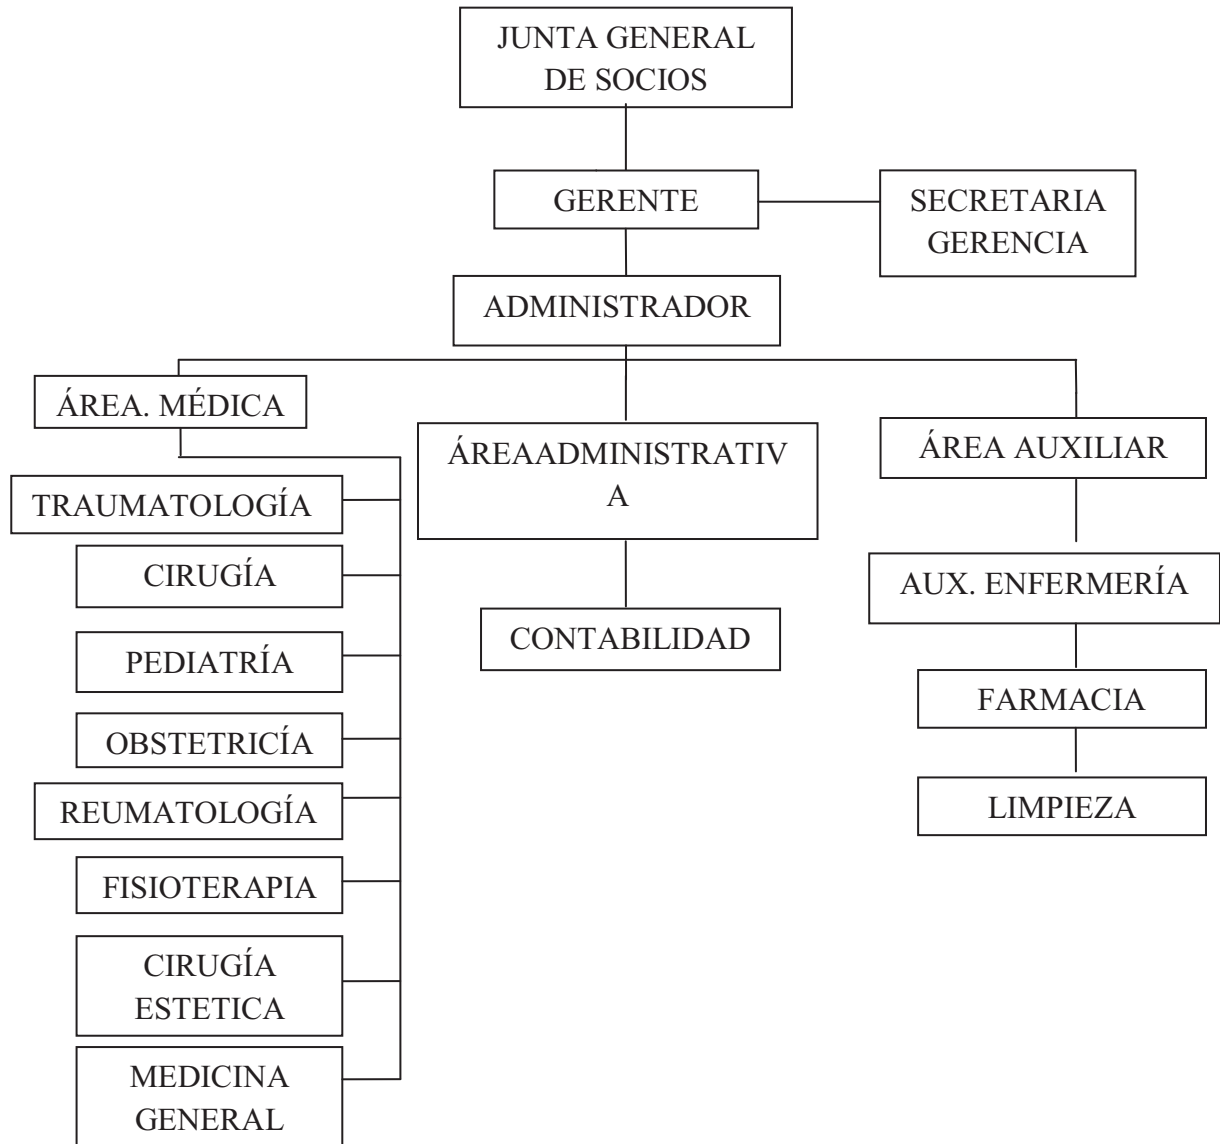 JUNTA GENERAL
DE SOCIOS
GERENTE
SECRETARIA
GERENCIA
ADMINISTRADOR
ÁREA. MÉDICA
ÁREAADMINISTRATIV
A
ÁREA AUXILIAR
TRAUMATOLOGÍA
CIRUGÍA
PEDIATRÍA
OBSTETRICÍA
REUMATOLOGÍA
FISIOTERAPIA
CIRUGÍA
ESTETICA
MEDICINA
GENERAL
CONTABILIDAD
AUX. ENFERMERÍA
FARMACIA
LIMPIEZA